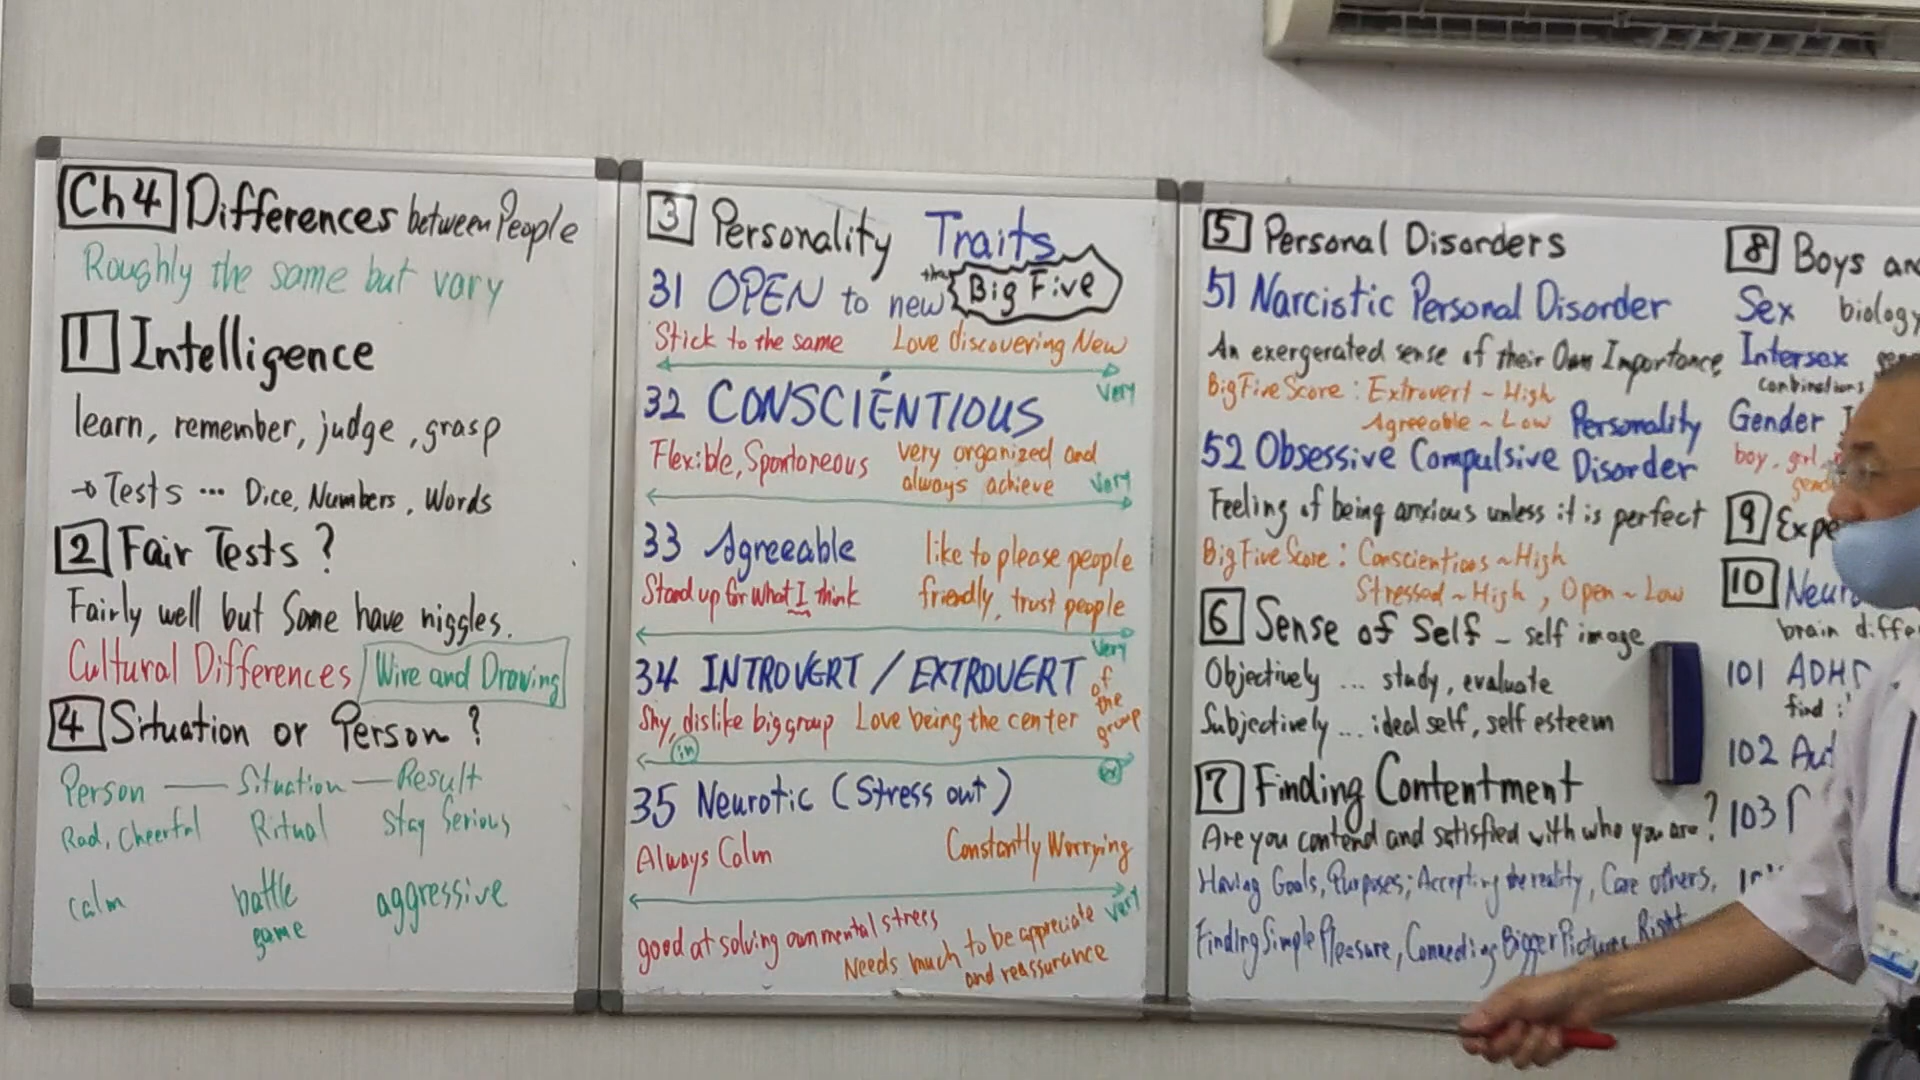 Ch4 Differences between People
Roughly the same but vary
1 Intelligence
learn, remember, judge, grasp
→ Tests ... Dice, Numbers, Words
2 Fair Tests ?
Fairly well but Some have niggles.
Cultural Differences Wire and Drawing
4 Situation or Person ?
Person — Situation — Result
Rad, Cheerful Ritual Stay Serious
calm battle game aggressive
3 Personality Traits
the Big Five
31 OPEN to new
Stick to the same Love discovering New
Very
32 CONSCIENTIOUS
Flexible, Spontoneous very organized and
always achieve
Very
33 Agreeable like to please people
Stand up for what I think friendly, trust people
Very
34 INTROVERT / EXTROVERT
Shy, dislike big group Love being the center of the group
in ex
35 Neurotic (Stress out)
Always Calm Constantly Worrying
Very
good at solving own mental stress
Needs much to be appreciate
and reassurance
5 Personal Disorders
51 Narcistic Personal Disorder
An exergerated sense of their Own Importance
Big Five Score : Extrovert ~ High
Agreeable ~ Low
52 Obsessive Compulsive Personality Disorder
Feeling of being anxious unless it is perfect
Big Five Score : Conscientious ~ High
Stressed ~ High , Open ~ Low
6 Sense of Self - self image
Objectively ... study, evaluate
Subjectively ... ideal self, self esteem
7 Finding Contentment
Are you contend and satisfied with who you are ?
Having Goals, Purposes; Accepting the reality, Care others,
Finding Simple Pleasure, Connecting Bigger Picture, Right
8 Boys an
Sex biology
Intersex
combinations
Gender
boy, girl,
9 Expe
10 Neur
brain diffe
101 ADH
find
102 Au
103